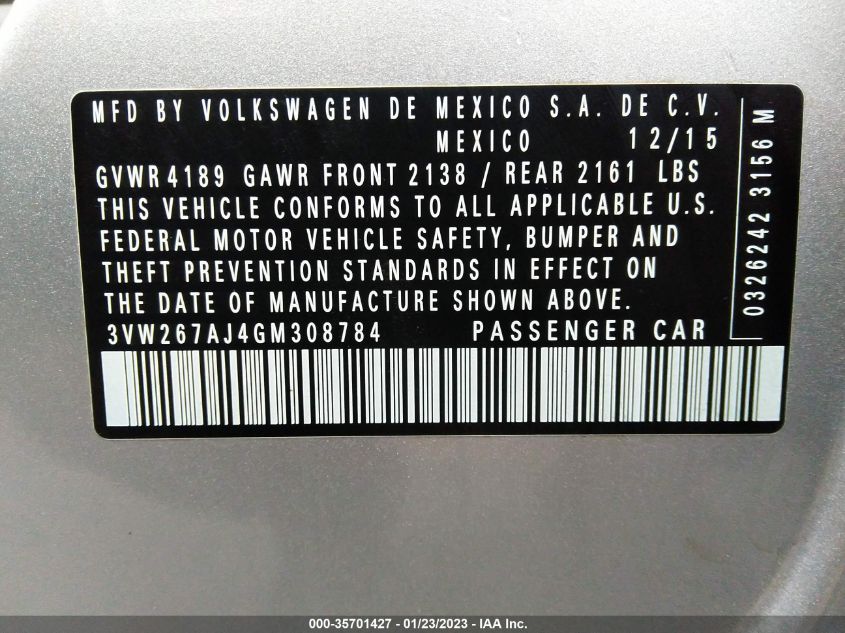 MFD BY VOLKSWAGEN DE MEXICO S.A. DE C.V.
MEXICO 12/15
GVWR 4189 GAWR FRONT 2138 / REAR 2161 LBS
THIS VEHICLE CONFORMS TO ALL APPLICABLE U.S.
FEDERAL MOTOR VEHICLE SAFETY, BUMPER AND
THEFT PREVENTION STANDARDS IN EFFECT ON
THE DATE OF MANUFACTURE SHOWN ABOVE.
3VW267AJ4GM308784 PASSENGER CAR
0326242 3156 M
000-35701427 - 01/23/2023 - IAA Inc.